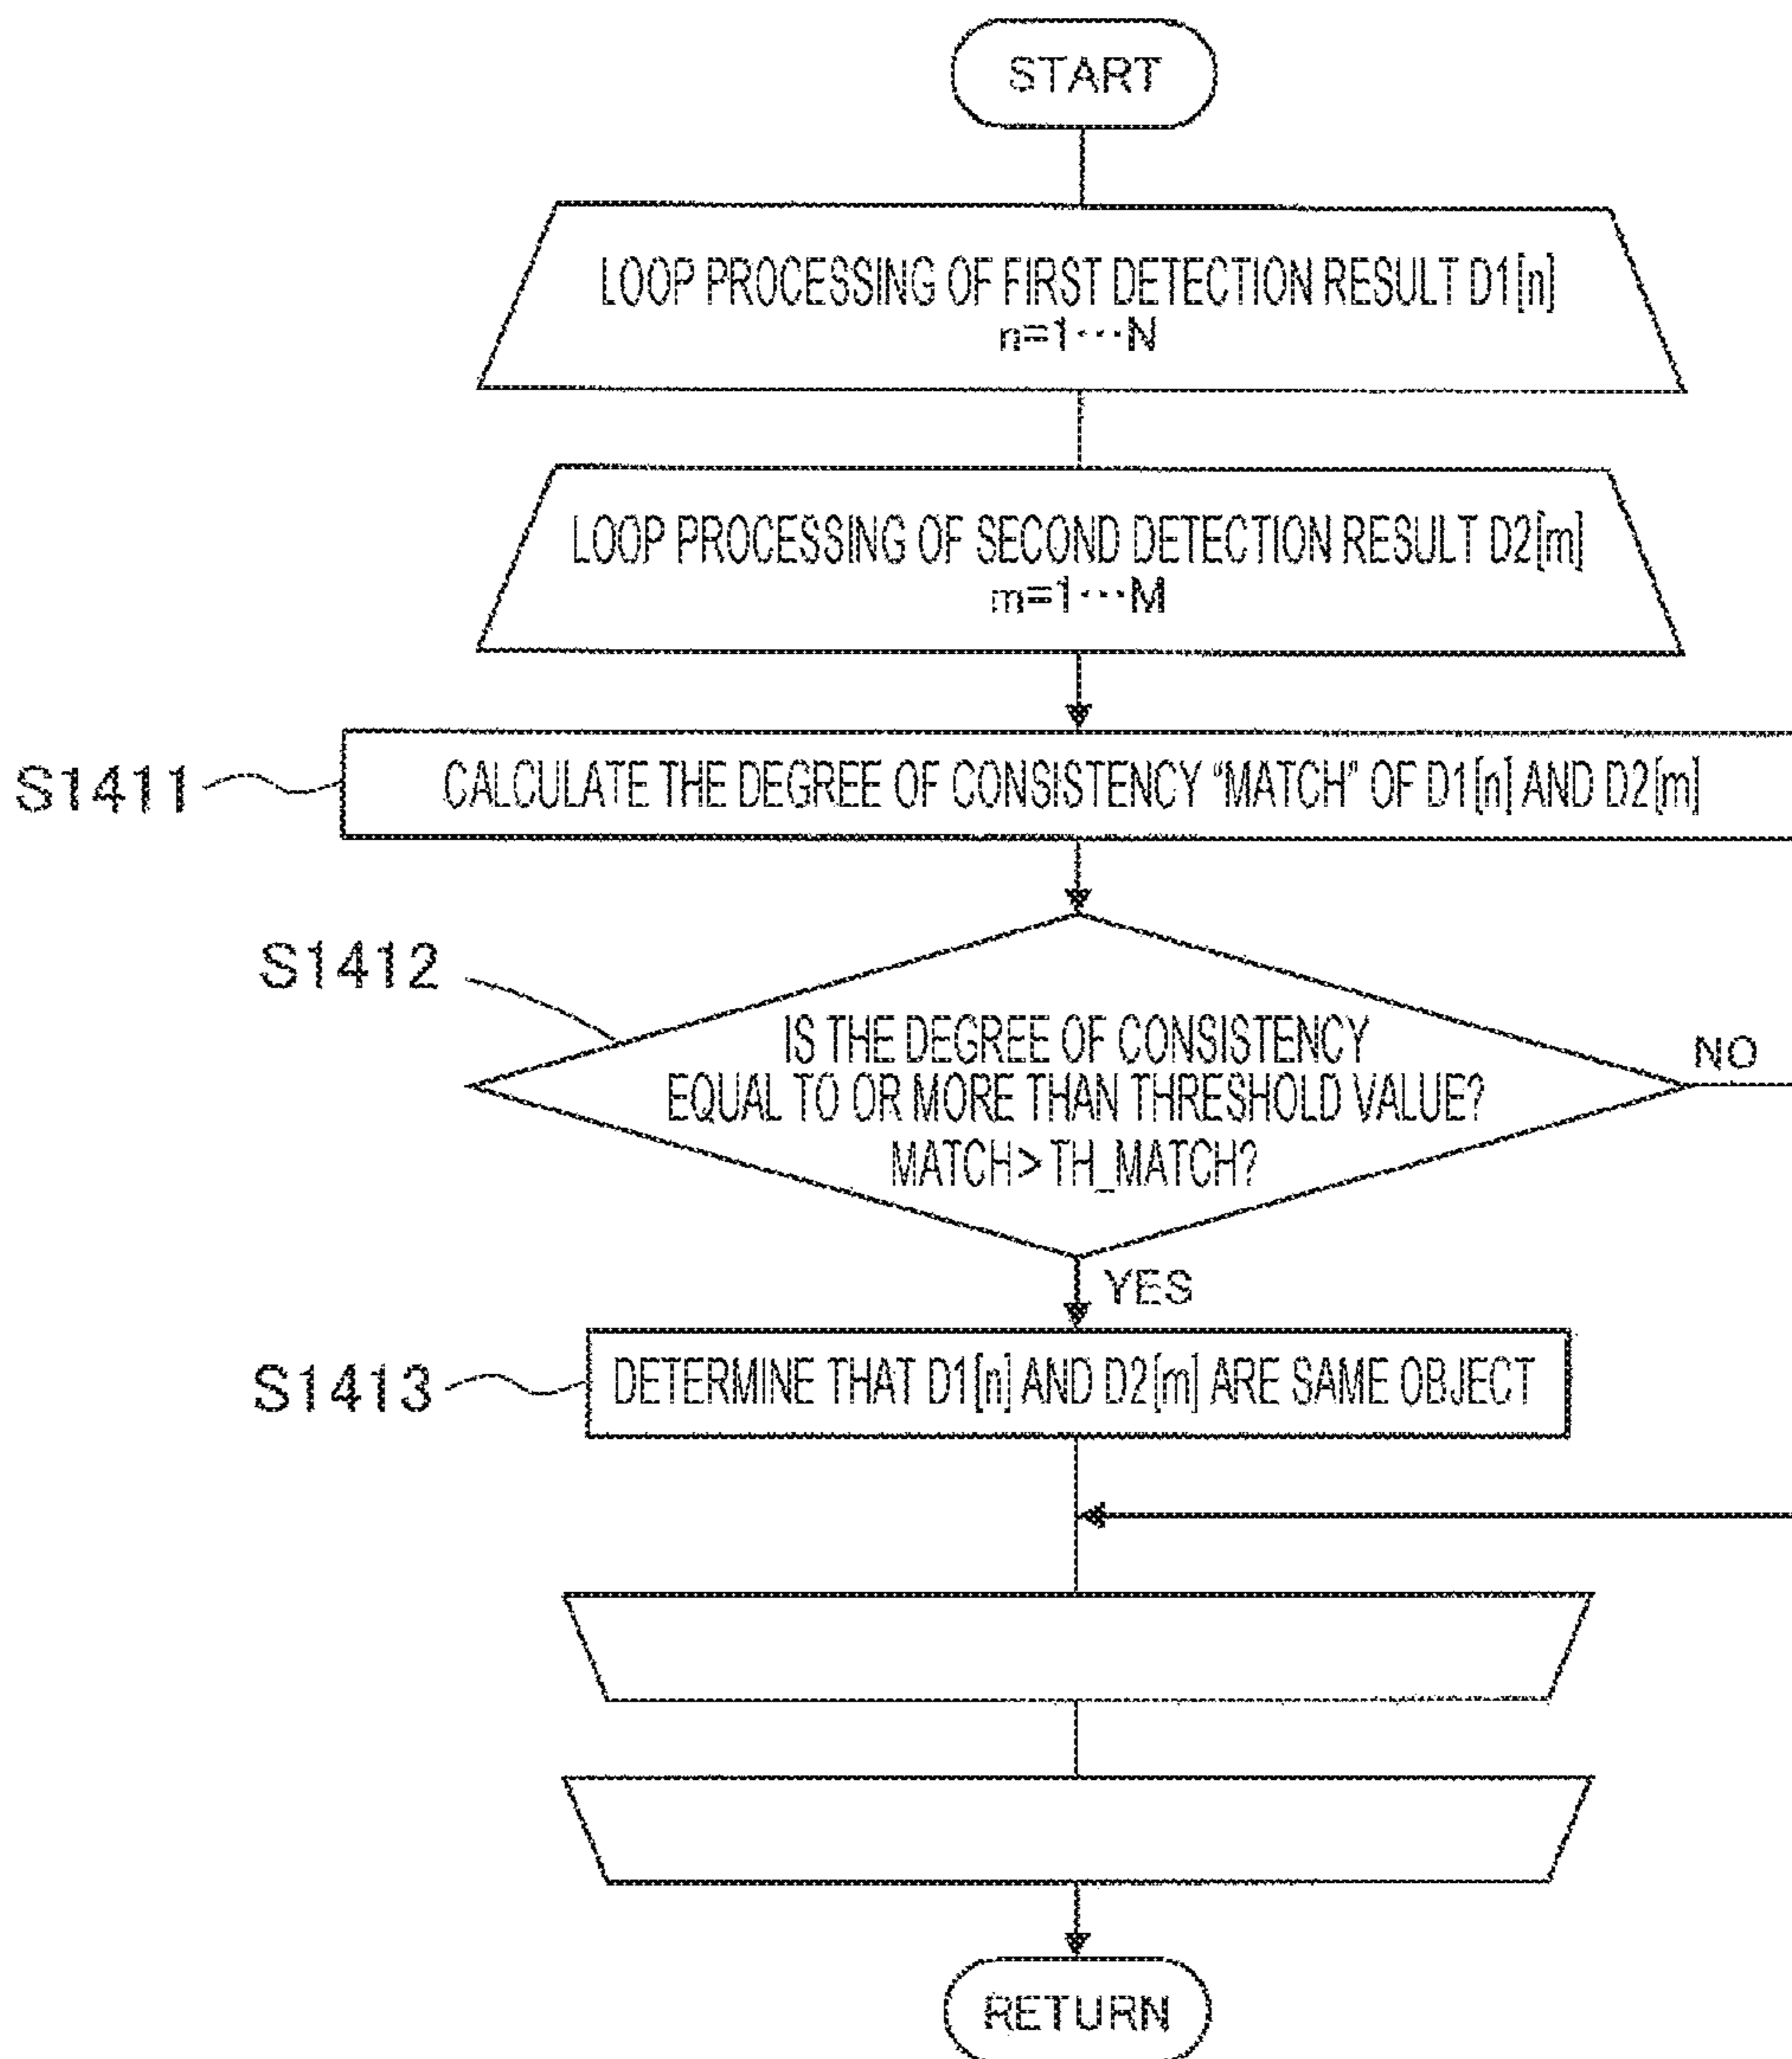 START
LOOP PROCESSING OF FIRST DETECTION RESULT D1[n]
n=1···N
LOOP PROCESSING OF SECOND DETECTION RESULT D2[m]
m=1···M
S1411
CALCULATE THE DEGREE OF CONSISTENCY “MATCH” OF D1[n] AND D2[m]
S1412
IS THE DEGREE OF CONSISTENCY
EQUAL TO OR MORE THAN THRESHOLD VALUE?
MATCH> TH_MATCH?
NO
YES
S1413
DETERMINE THAT D1[n] AND D2[m] ARE SAME OBJECT
RETURN